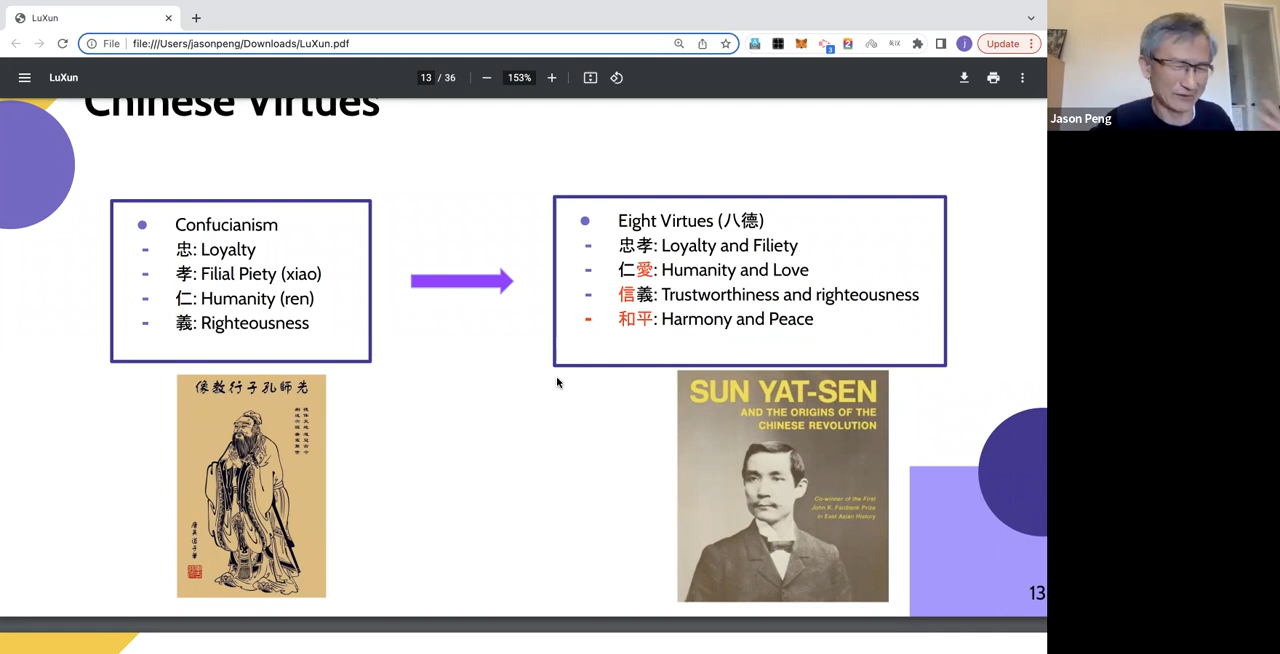 LuXun
File
file:///Users/jasonpeng/Downloads/LuXun.pdf
Update
LuXun
13 / 36
153%
Chinese Virtues
Confucianism
- 忠: Loyalty
- 孝: Filial Piety (xiao)
- 仁: Humanity (ren)
- 義: Righteousness
Eight Virtues (八德)
- 忠孝: Loyalty and Filiety
- 仁愛: Humanity and Love
- 信義: Trustworthiness and righteousness
- 和平: Harmony and Peace
像教行子孔師先
SUN YAT-SEN
AND THE ORIGINS OF THE
CHINESE REVOLUTION
Co-winner of the First
John K. Fairbank Prize
in East Asian History
13
Jason Peng